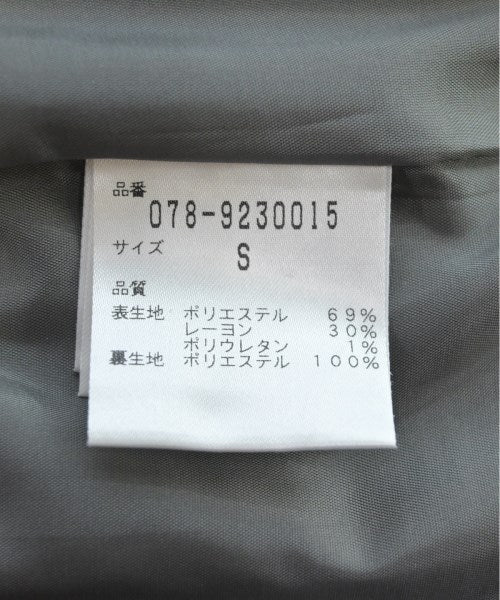 品番
078-9230015
サイズ
S
品質
表生地 ポリエステル 69%
レーヨン 30%
ポリウレタン 1%
裏生地 ポリエステル 100%